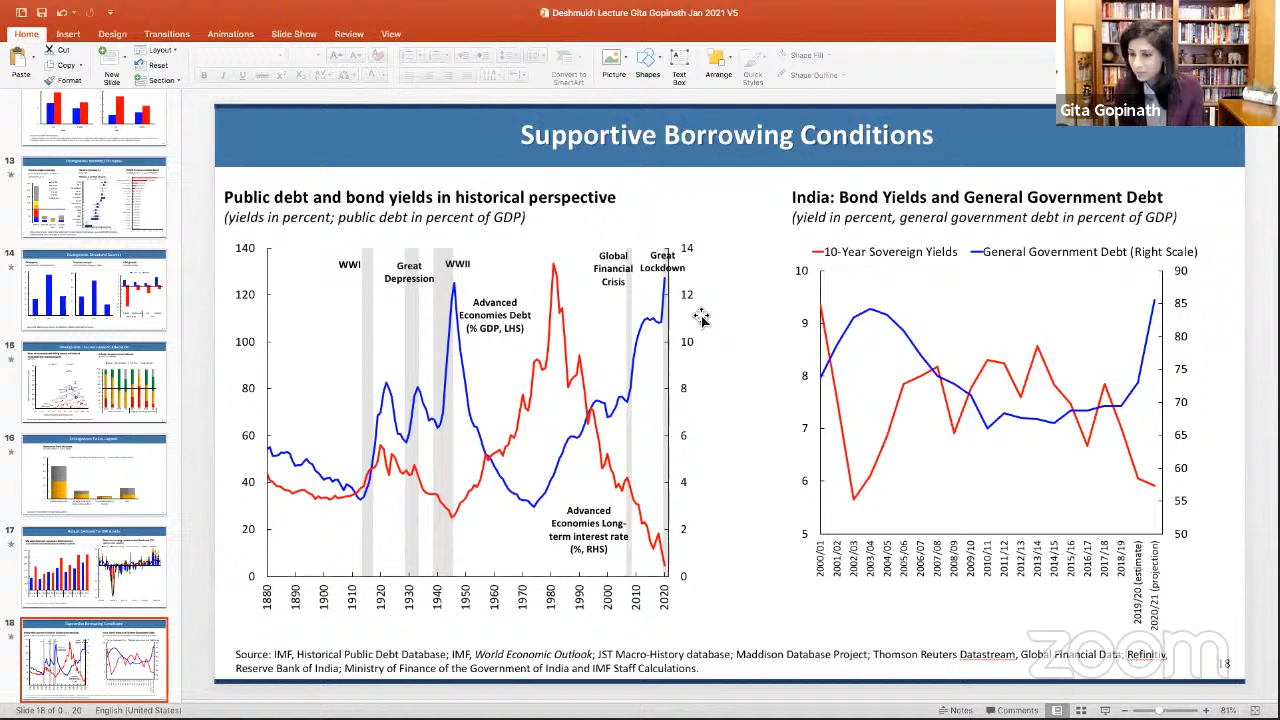 Deshmukh Lecture Gita Gopinath Jan 2021 V5
Home Insert Design Transitions Animations Slide Show Review View
Paste
Cut
Copy
Format
New Slide
Layout
Reset
Section
Convert to SmartArt
Picture
Shapes
Text Box
Arrange
Quick Styles
Shape Fill
Shape Outline
Gita Gopinath
13
14
15
16
17
18
Supportive Borrowing Conditions
Public debt and bond yields in historical perspective
(yields in percent; public debt in percent of GDP)
140
120
100
80
60
40
20
0
14
12
10
8
6
4
2
0
WWI
Great
Depression
WWII
Global
Financial
Crisis
Great
Lockdown
Advanced
Economies Debt
(% GDP, LHS)
Advanced
Economies Long-
term interest rate
(%, RHS)
1880 1890 1900 1910 1920 1930 1940 1950 1960 1970 1980 1990 2000 2010 2020
India: Bond Yields and General Government Debt
(yield in percent, general government debt in percent of GDP)
10-Year Sovereign Yields General Government Debt (Right Scale)
10
9
8
7
6
5
90
85
80
75
70
65
60
55
50
2000/01 2001/02 2002/03 2003/04 2004/05 2005/06 2006/07 2007/08 2008/09 2009/10 2010/11 2011/12 2012/13 2013/14 2014/15 2015/16 2016/17 2017/18 2018/19 2019/20 (estimate) 2020/21 (projection)
Source: IMF, Historical Public Debt Database; IMF, World Economic Outlook; JST Macro-History database; Maddison Database Project; Thomson Reuters Datastream, Global Financial Data; Refinitiv,
Reserve Bank of India; Ministry of Finance of the Government of India and IMF Staff Calculations.
18
zoom
Slide 18 of 0 ... 20 English (United States)
Notes Comments 81%